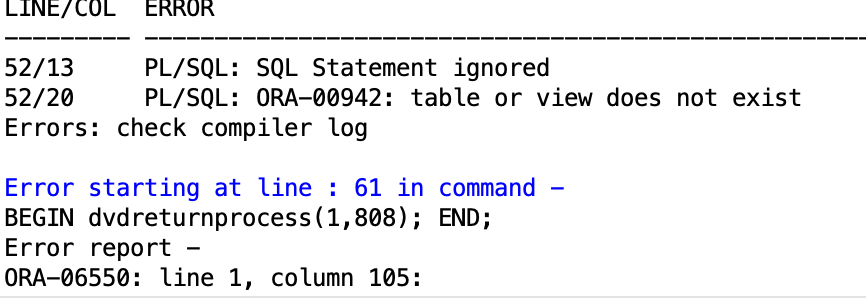 LINE/COL  ERROR
--------- -------------------------------------------------------------
52/13     PL/SQL: SQL Statement ignored
52/20     PL/SQL: ORA-00942: table or view does not exist
Errors: check compiler log
Error starting at line : 61 in command -
BEGIN dvdreturnprocess(1,808); END;
Error report -
ORA-06550: line 1, column 105: